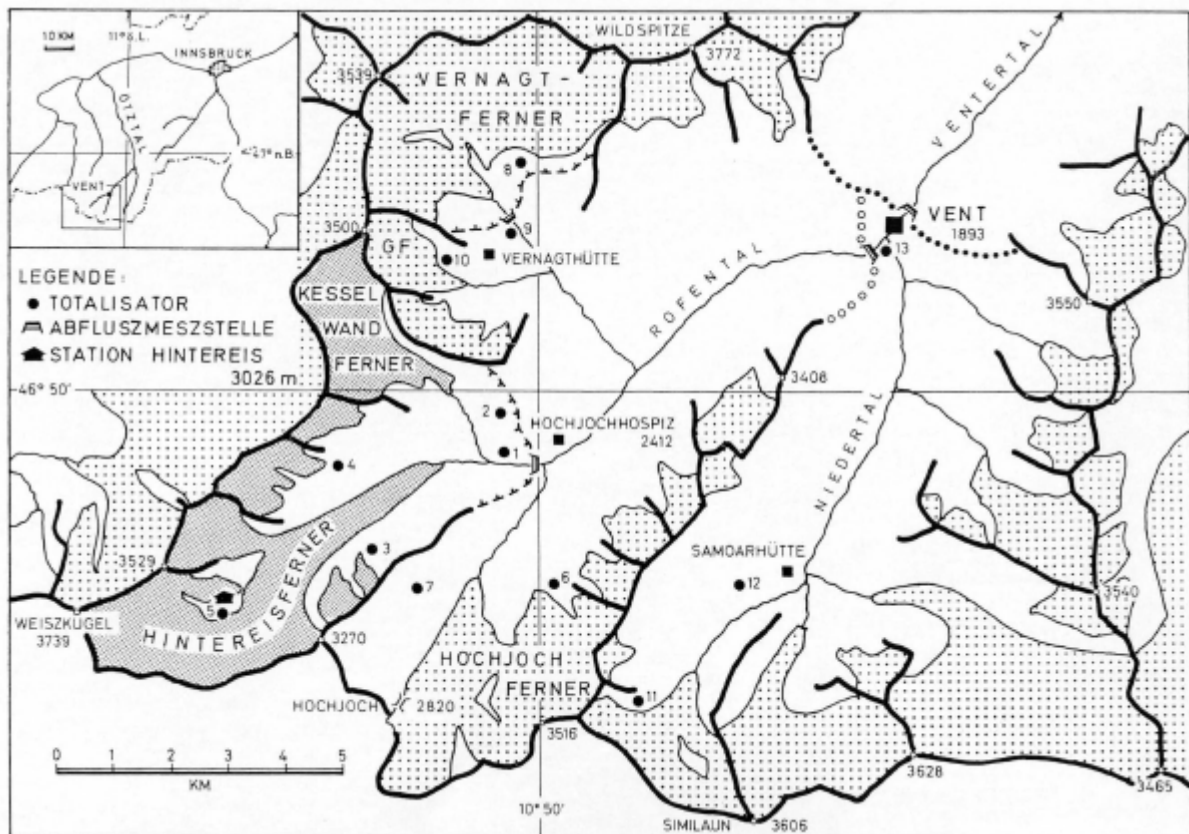 10 KM
11° ö.L.
INNSBRUCK
ÖTZTAL
VENT
WILDSPITZE
3772
3539
VERNAGT-
FERNER
8
9
10
VERNAGTHÜTTE
3500
GF
VENTERTAL
VENT
1893
13
ROFENTAL
3550
LEGENDE:
TOTALISATOR
ABFLUSZMESZSTELLE
STATION HINTEREIS
3026 m
KESSEL
WAND
FERNER
46° 50
3408
2
1
HOCHJOCHHOSPIZ
2412
4
NIEDERTAL
3
3529
5
HINTEREISFERNER
WEISZKUGEL
3739
3270
7
6
SAMOARHÜTTE
12
3540
HOCHJOCH
2820
HOCHJOCH
FERNER
11
3516
3628
3465
0 1 2 3 4 5
KM
10° 50'
SIMILAUN
3606